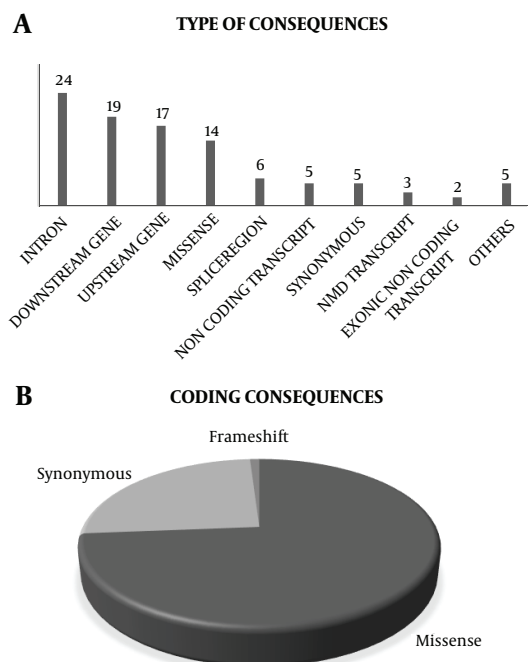 A
TYPE OF CONSEQUENCES
24
19
17
14
6
5
5
3
2
5
INTRON
DOWNSTREAM GENE
UPSTREAM GENE
MISSENSE
SPLICEREGION
NON CODING TRANSCRIPT
SYNONYMOUS
NMD TRANSCRIPT
EXONIC NON CODING
TRANSCRIPT
OTHERS
B
CODING CONSEQUENCES
Frameshift
Synonymous
Missense